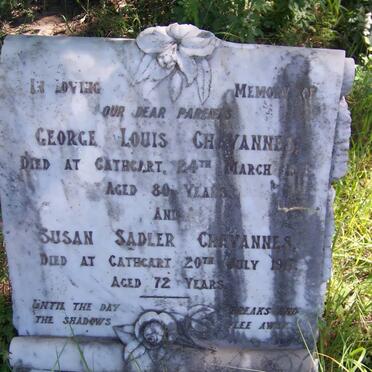 IN LOVING MEMORY OF
OUR DEAR PARENTS
GEORGE LOUIS CHAVANNES,
DIED AT CATHCART, 24TH MARCH
AGED 80 YEARS
AND
SUSAN SADLER CHAVANNES,
DIED AT CATHCART 20TH JULY
AGED 72 YEARS
UNTIL THE DAY BREAKS AND
THE SHADOWS FLEE AWAY